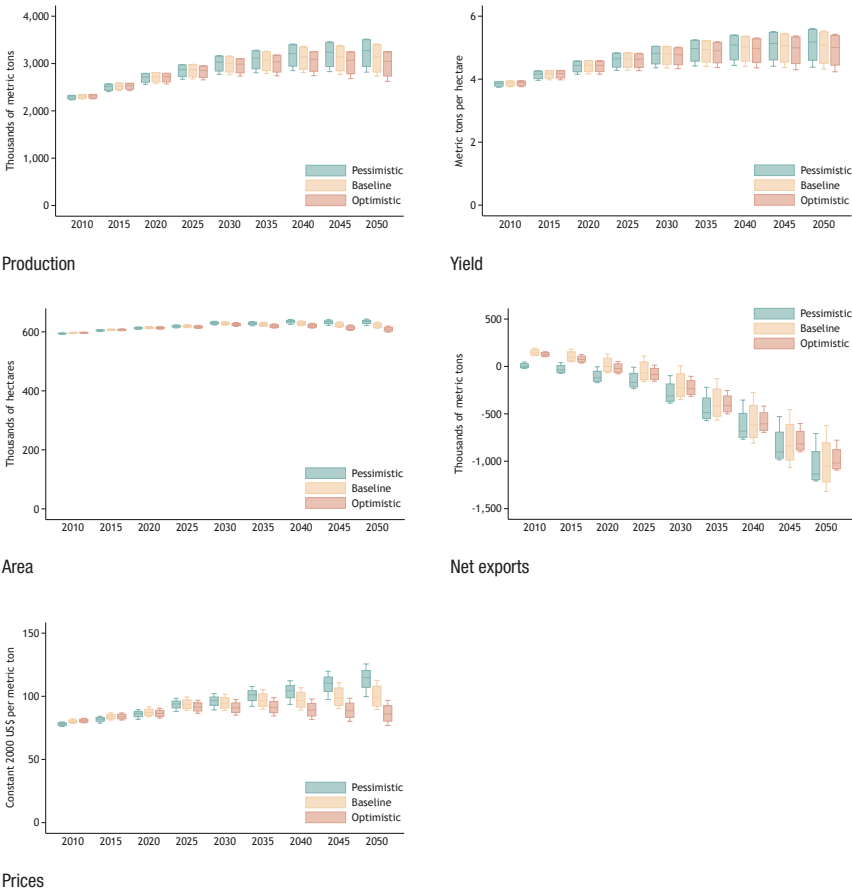 4,000
3,000
2,000
1,000
0
Thousands of metric tons
Pessimistic
Baseline
Optimistic
2010 2015 2020 2025 2030 2035 2040 2045 2050
Production
6
4
2
0
Metric tons per hectare
Pessimistic
Baseline
Optimistic
2010 2015 2020 2025 2030 2035 2040 2045 2050
Yield
600
400
200
0
Thousands of hectares
Pessimistic
Baseline
Optimistic
2010 2015 2020 2025 2030 2035 2040 2045 2050
Area
500
0
-500
-1,000
-1,500
Thousands of metric tons
Pessimistic
Baseline
Optimistic
2010 2015 2020 2025 2030 2035 2040 2045 2050
Net exports
150
100
50
0
Constant 2000 US$ per metric ton
Pessimistic
Baseline
Optimistic
2010 2015 2020 2025 2030 2035 2040 2045 2050
Prices